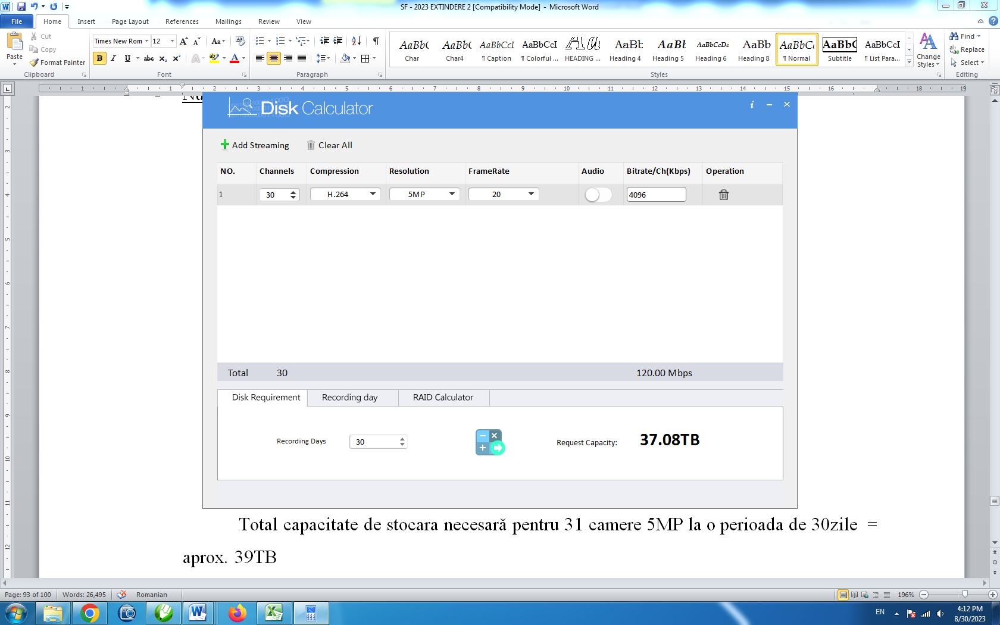 SF - 2023 EXTINDERE 2 [Compatibility Mode] - Microsoft Word
File Home Insert Page Layout References Mailings Review View
Paste Cut Copy Format Painter
Times New Rom 12
AaBbC AaBbC AaBbCcI AaBbCcI AaBb AaBb AaBbCcDc AaBb AaBbC AaBbC AaBbCcI
Char Char4 ¶ Caption ¶ Colorful ... HEADING ... Heading 4 Heading 5 Heading 6 Heading 8 ¶ Normal Subtitle ¶ List Para...
Change Styles
Find
Replace
Select
Clipboard Font Paragraph Styles Editing
Disk Calculator
Add Streaming Clear All
NO. Channels Compression Resolution FrameRate Audio Bitrate/Ch(Kbps) Operation
1 30 H.264 5MP 20 4096
Total 30 120.00 Mbps
Disk Requirement Recording day RAID Calculator
Recording Days 30 Request Capacity: 37.08TB
Total capacitate de stocara necesară pentru 31 camere 5MP la o perioada de 30zile =
aprox. 39TB
Page: 93 of 100 Words: 26,495 Romanian 196%
EN 4:12 PM
8/30/2023